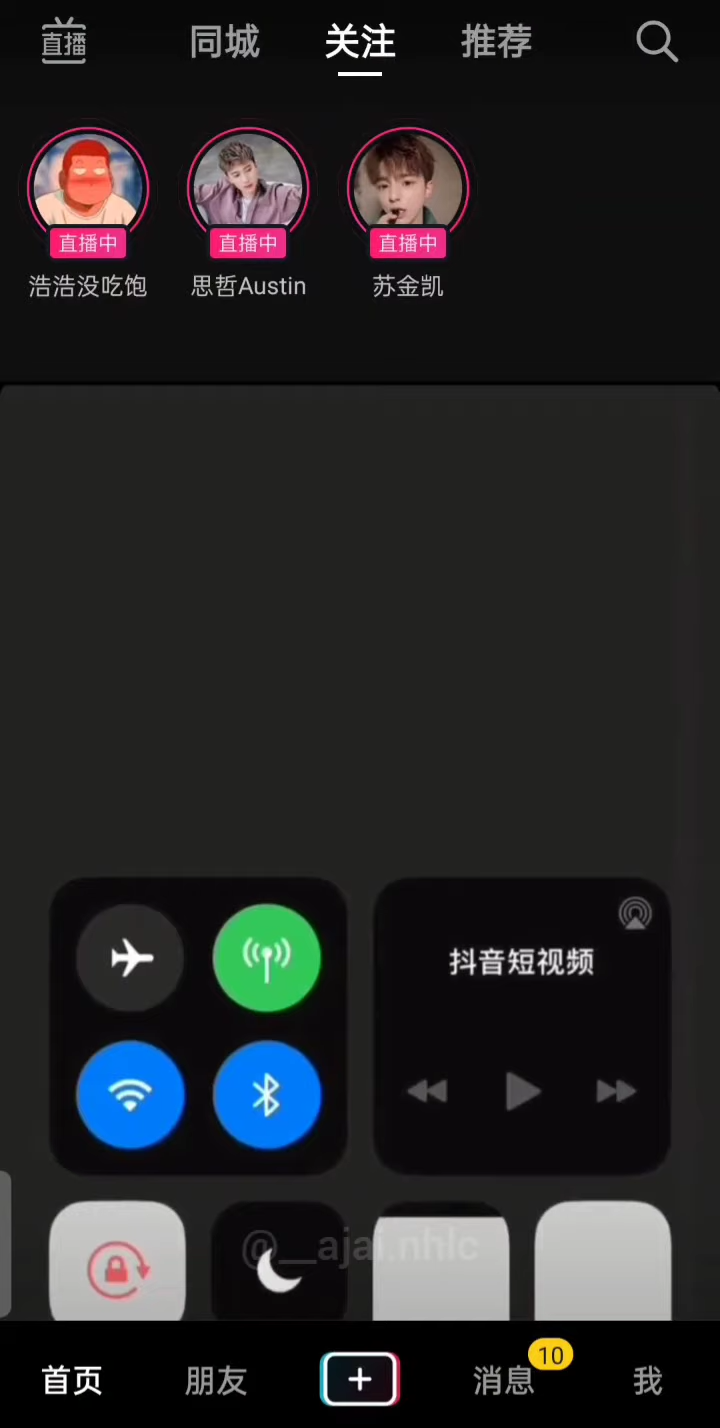 直播 同城 关注 推荐
直播中 直播中 直播中
浩浩没吃饱 思哲Austin 苏金凯
抖音短视频
@__ajai.nhlc
10
首页 朋友 消息 我